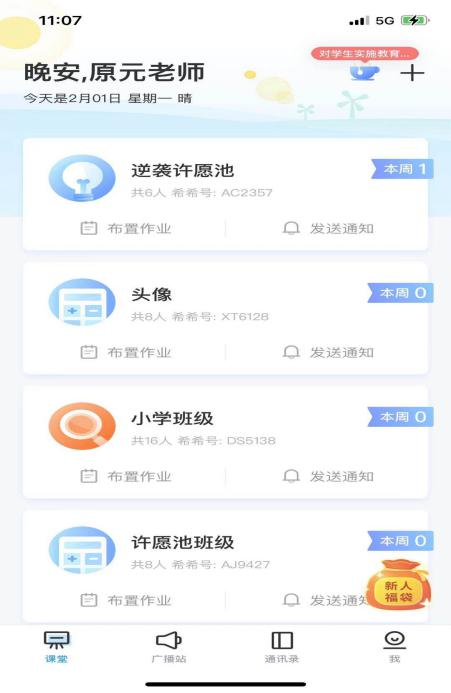 11:07
5G
对学生实施教育...
晚安,原元老师
今天是2月01日 星期一 晴
逆袭许愿池
本周 1
共6人 希希号: AC2357
布置作业
发送通知
头像
本周 0
共8人 希希号: XT6128
布置作业
发送通知
小学班级
本周 0
共16人 希希号: DS5138
布置作业
发送通知
许愿池班级
本周 0
共8人 希希号: AJ9427
新人
福袋
布置作业
发送通知
课堂
广播站
通讯录
我